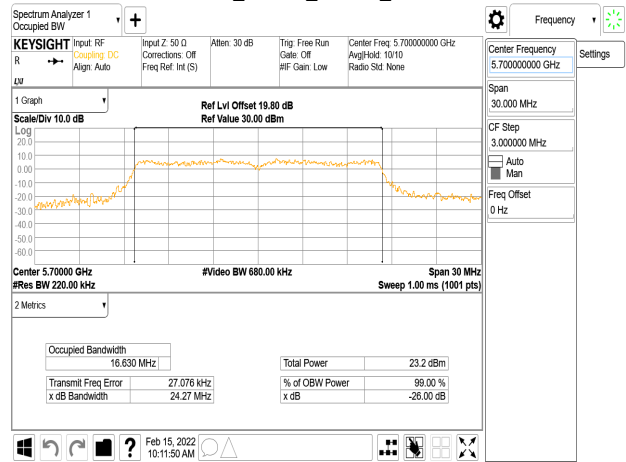 Spectrum Analyzer 1
Occupied BW
Frequency
KEYSIGHT
R
LXI
Input: RF
Coupling: DC
Align: Auto
Input Z: 50 Ω
Corrections: Off
Freq Ref: Int (S)
Atten: 30 dB
Trig: Free Run
Gate: Off
#IF Gain: Low
Center Freq: 5.700000000 GHz
Avg|Hold: 10/10
Radio Std: None
Center Frequency
5.700000000 GHz
Settings
Span
30.000 MHz
CF Step
3.000000 MHz
Auto
Man
Freq Offset
0 Hz
1 Graph
Scale/Div 10.0 dB
Ref Lvl Offset 19.80 dB
Ref Value 30.00 dBm
Log
20.0
10.0
0.00
-10.0
-20.0
-30.0
-40.0
-50.0
-60.0
Center 5.70000 GHz
#Video BW 680.00 kHz
Span 30 MHz
#Res BW 220.00 kHz
Sweep 1.00 ms (1001 pts)
2 Metrics
Occupied Bandwidth
16.630 MHz
Total Power 23.2 dBm
Transmit Freq Error 27.076 kHz
% of OBW Power 99.00 %
x dB Bandwidth 24.27 MHz
x dB -26.00 dB
?
Feb 15, 2022
10:11:50 AM